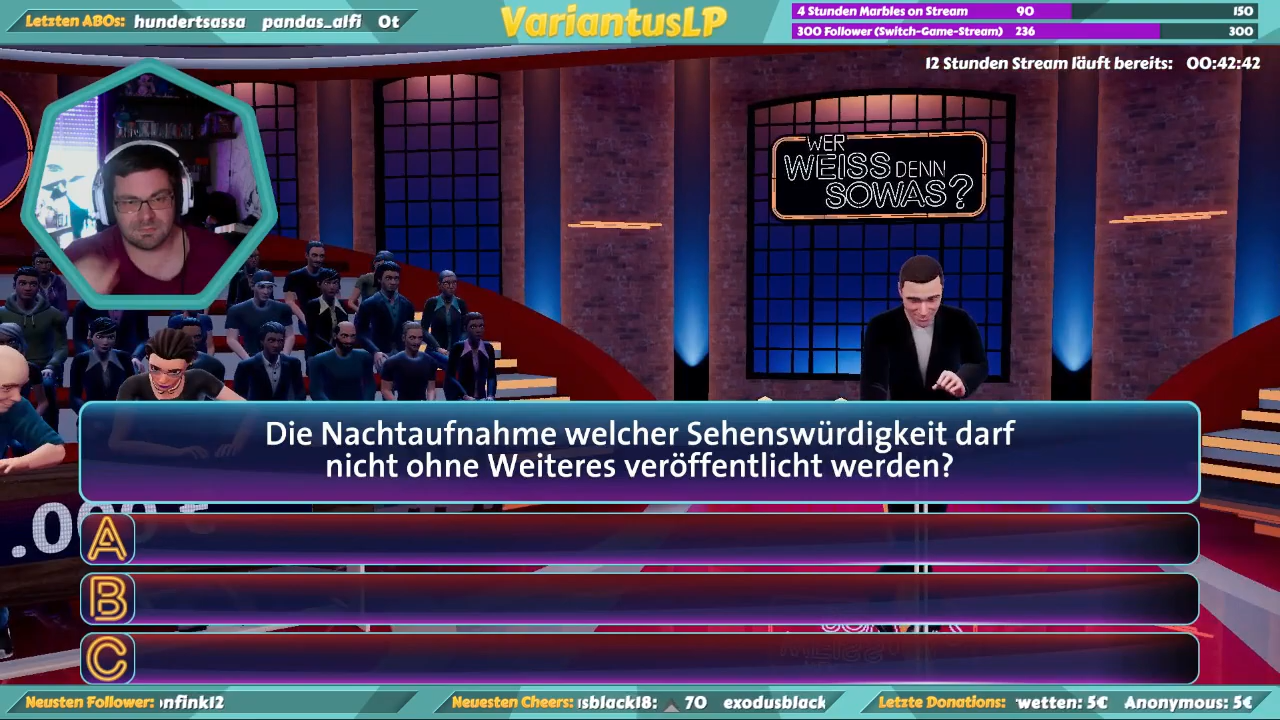 Letzten ABOs: hundertsassa pandas_alfi Ot
VariantusLP
4 Stunden Marbles on Stream 90 150
300 Follower (Switch-Game-Stream) 236 300
12 Stunden Stream läuft bereits: 00:42:42
WER
WEISS DENN
SOWAS?
Die Nachtaufnahme welcher Sehenswürdigkeit darf
nicht ohne Weiteres veröffentlicht werden?
.000 €
A
B
C
Neusten Follower: nfink12
Neuesten Cheers: sblack18: 70 exodusblack
Letzte Donations: wetten: 5€ Anonymous: 5€